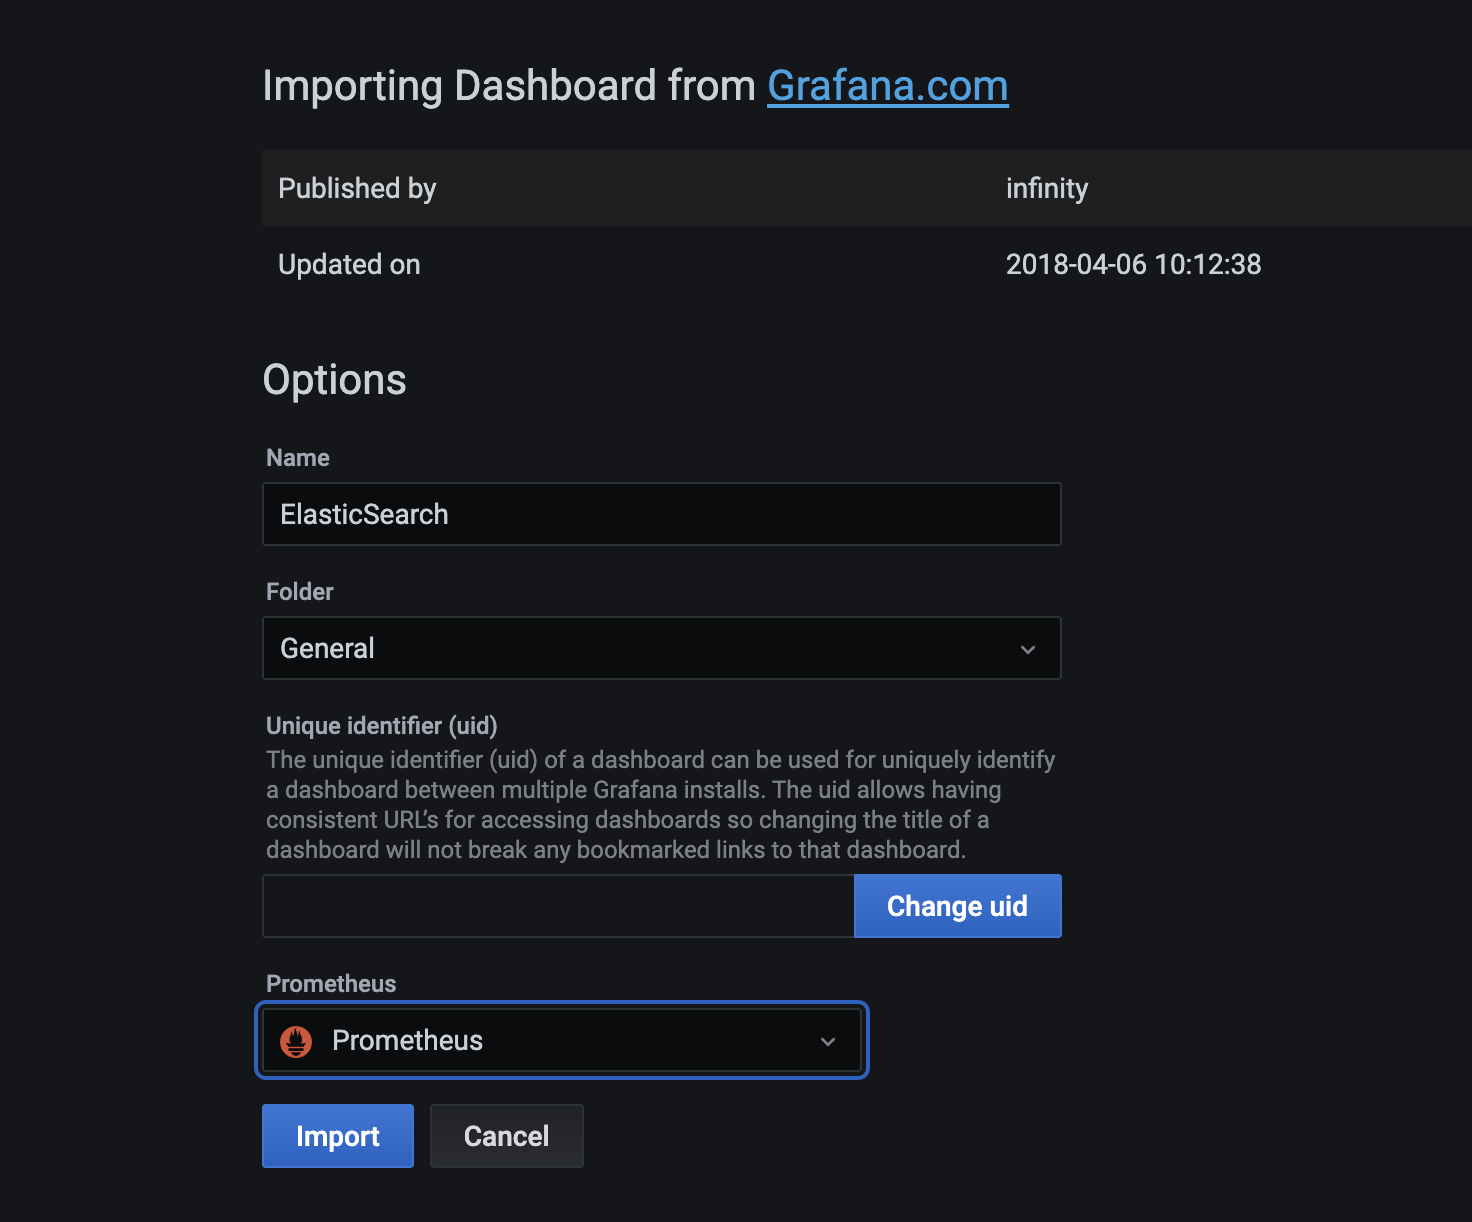 Importing Dashboard from Grafana.com
Published by infinity
Updated on 2018-04-06 10:12:38
Options
Name
ElasticSearch
Folder
General
Unique identifier (uid)
The unique identifier (uid) of a dashboard can be used for uniquely identify
a dashboard between multiple Grafana installs. The uid allows having
consistent URL's for accessing dashboards so changing the title of a
dashboard will not break any bookmarked links to that dashboard.
Change uid
Prometheus
Prometheus
Import Cancel